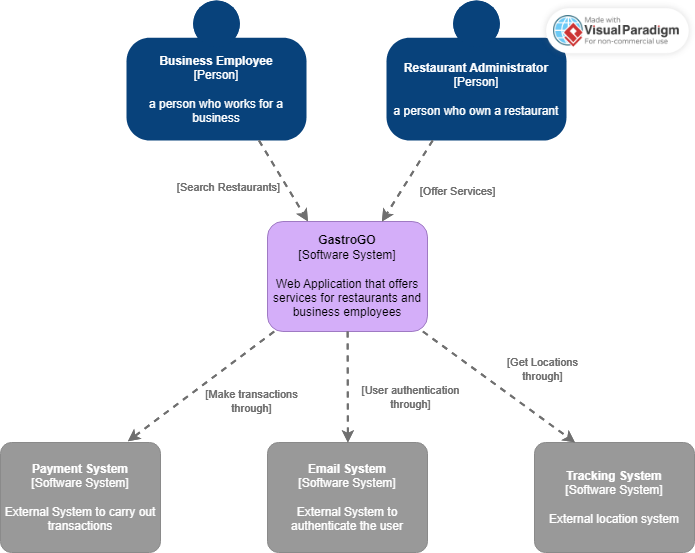 Made with
Visual Paradigm
For non-commercial use
Business Employee
[Person]
a person who works for a
business
Restaurant Administrator
[Person]
a person who own a restaurant
[Search Restaurants]
[Offer Services]
GastroGO
[Software System]
Web Application that offers
services for restaurants and
business employees
[Make transactions
through]
[User authentication
through]
[Get Locations
through]
Payment System
[Software System]
External System to carry out
transactions
Email System
[Software System]
External System to
authenticate the user
Tracking System
[Software System]
External location system